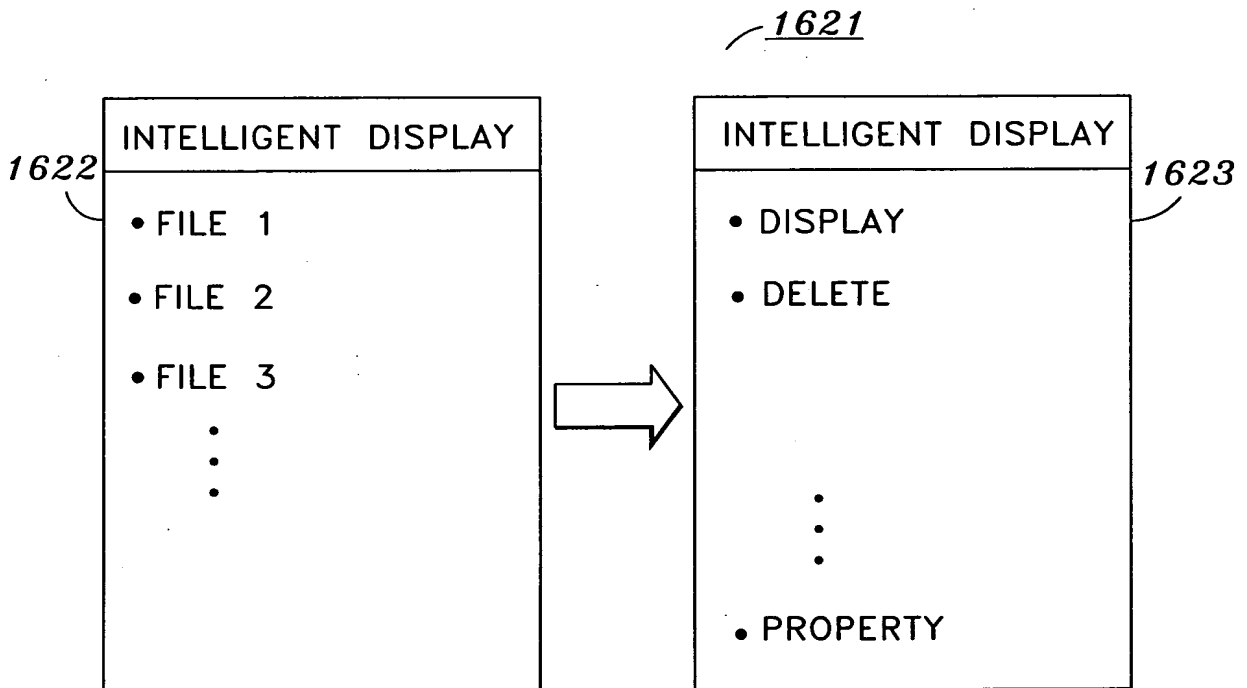 1621
INTELLIGENT DISPLAY
1622
• FILE 1
• FILE 2
• FILE 3
INTELLIGENT DISPLAY
1623
• DISPLAY
• DELETE
• PROPERTY